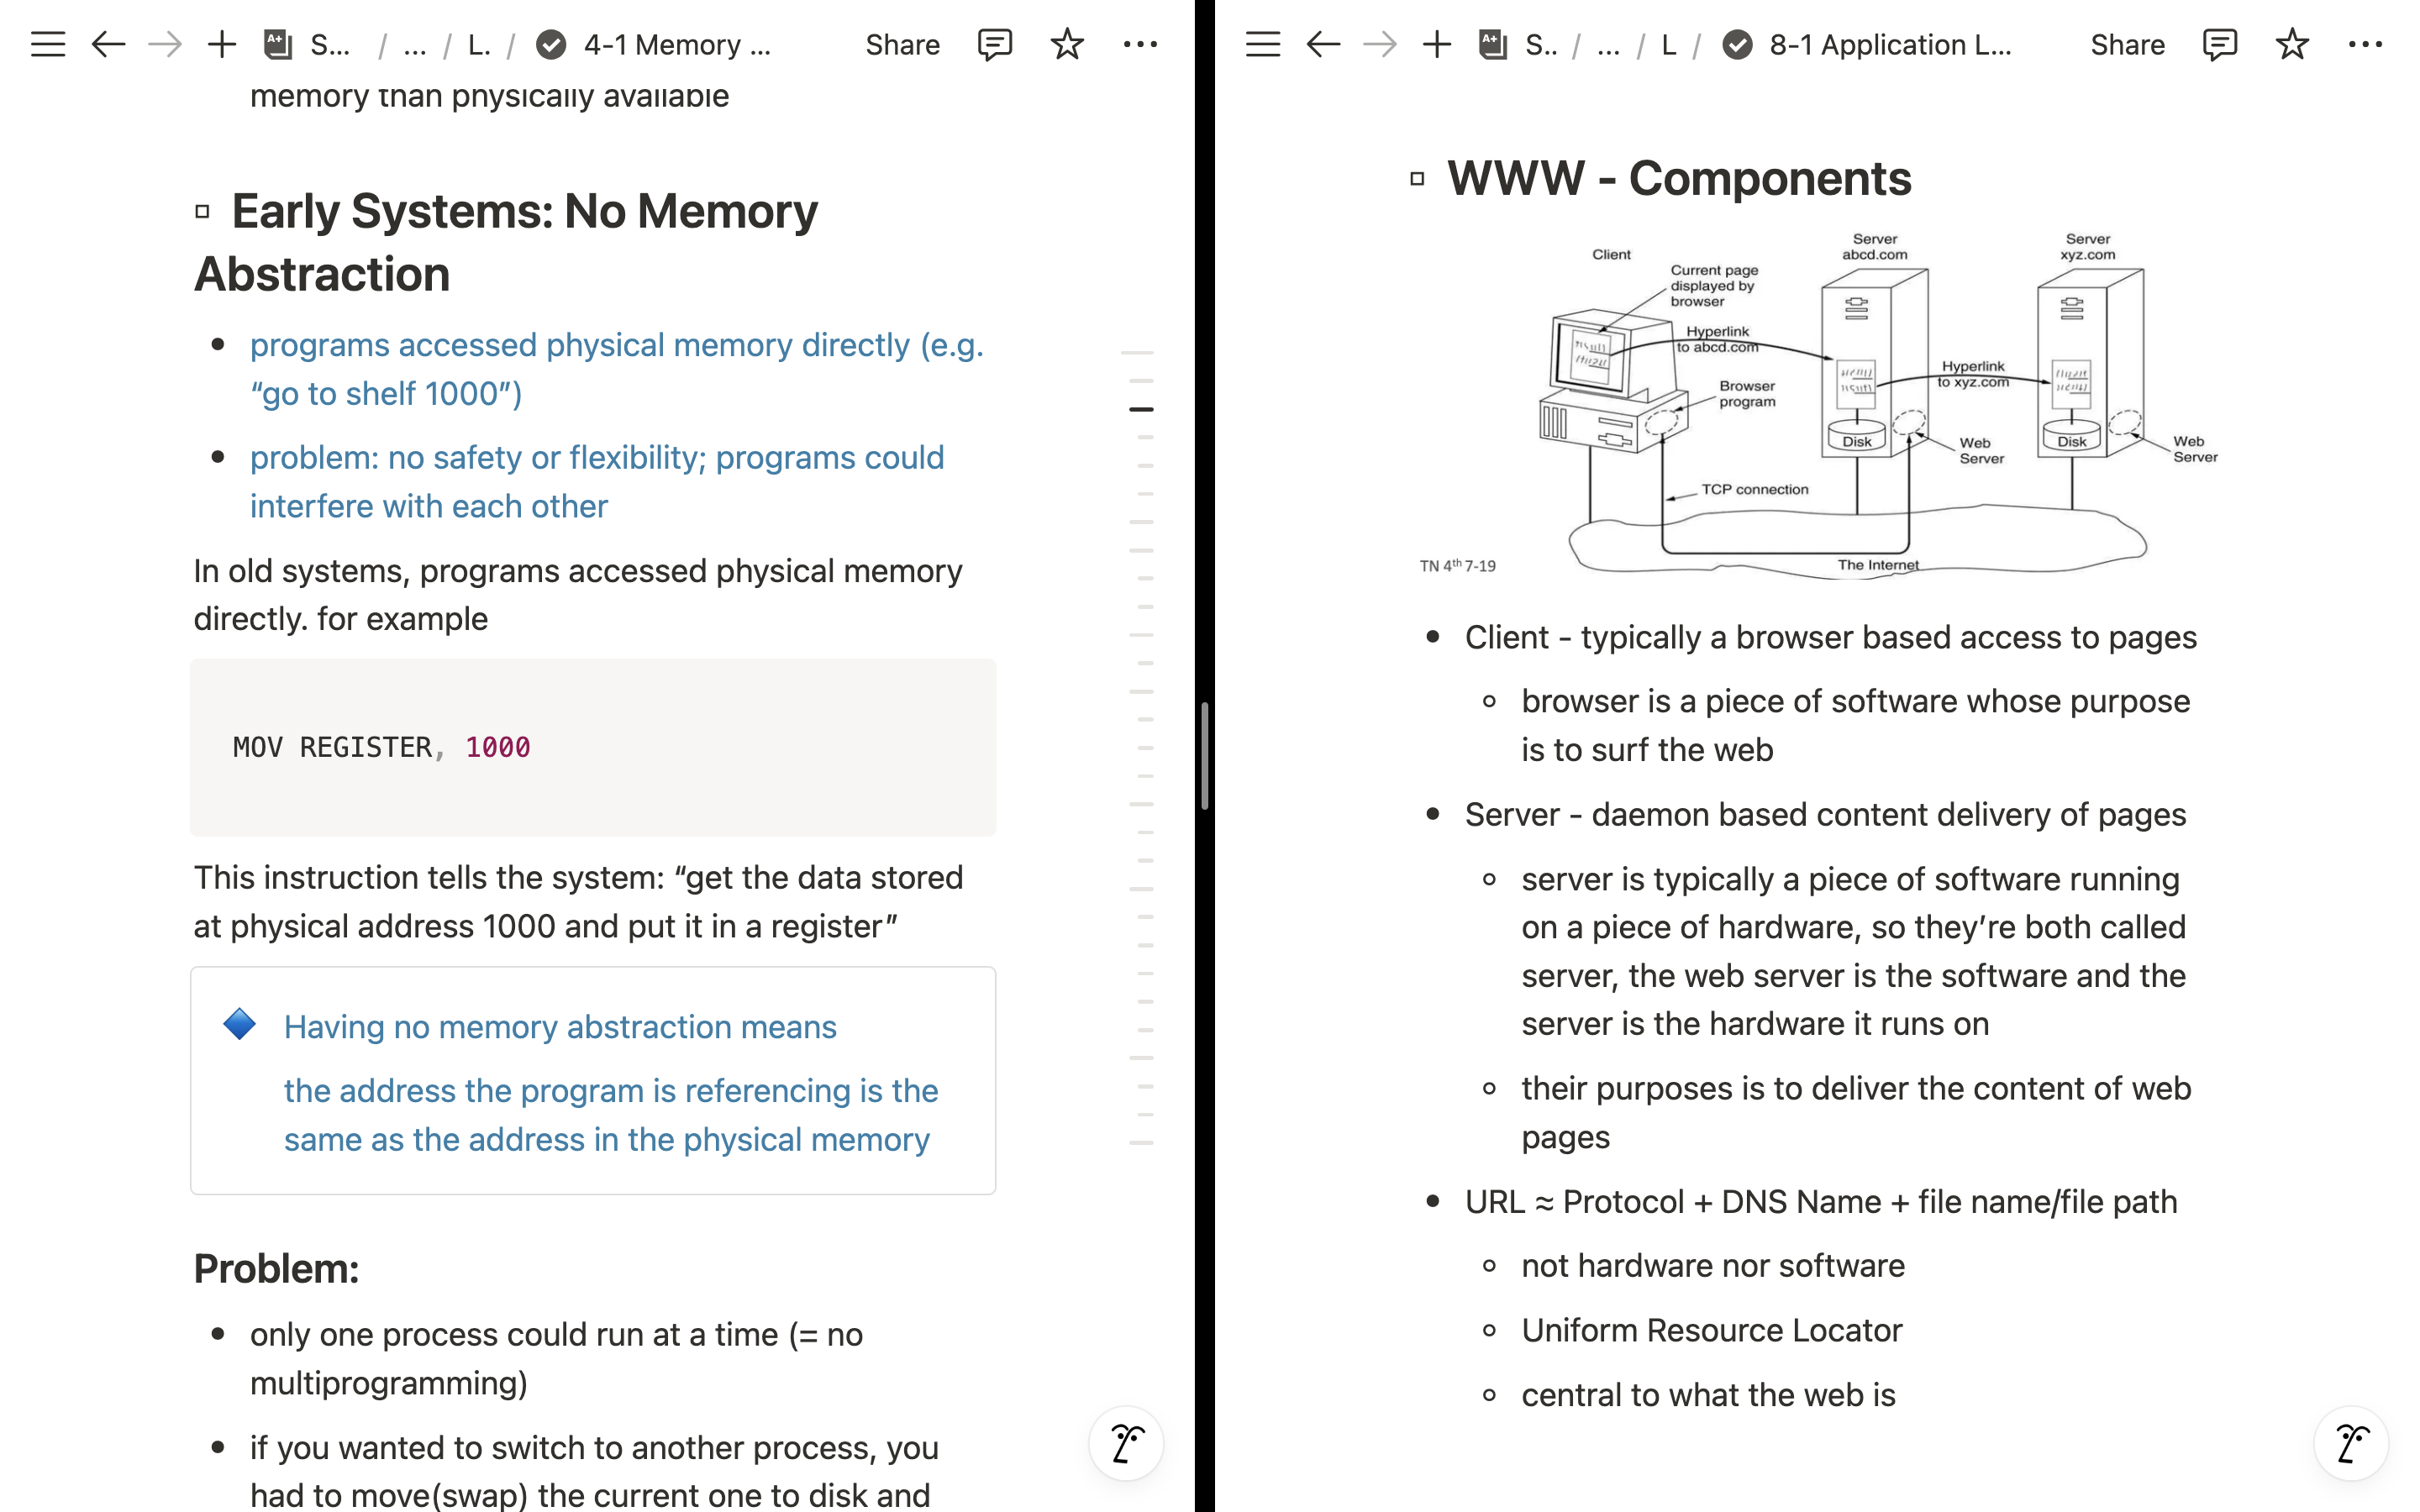 S... / ... / L. / 4-1 Memory ... Share
memory than physically available
Early Systems: No Memory
Abstraction
• programs accessed physical memory directly (e.g.
“go to shelf 1000”)
• problem: no safety or flexibility; programs could
interfere with each other
In old systems, programs accessed physical memory
directly. for example
MOV REGISTER, 1000
This instruction tells the system: “get the data stored
at physical address 1000 and put it in a register”
Having no memory abstraction means
the address the program is referencing is the
same as the address in the physical memory
Problem:
• only one process could run at a time (= no
multiprogramming)
• if you wanted to switch to another process, you
had to move(swap) the current one to disk and
S.. / ... / L / 8-1 Application L... Share
WWW - Components
Client
Server
abcd.com
Server
xyz.com
Current page
displayed by
browser
Hyperlink
to abcd.com
Hyperlink
to xyz.com
Browser
program
Disk
Web
Server
Disk
Web
Server
TCP connection
The Internet
TN 4th 7-19
• Client - typically a browser based access to pages
◦ browser is a piece of software whose purpose
is to surf the web
• Server - daemon based content delivery of pages
◦ server is typically a piece of software running
on a piece of hardware, so they’re both called
server, the web server is the software and the
server is the hardware it runs on
◦ their purposes is to deliver the content of web
pages
• URL ≈ Protocol + DNS Name + file name/file path
◦ not hardware nor software
◦ Uniform Resource Locator
◦ central to what the web is